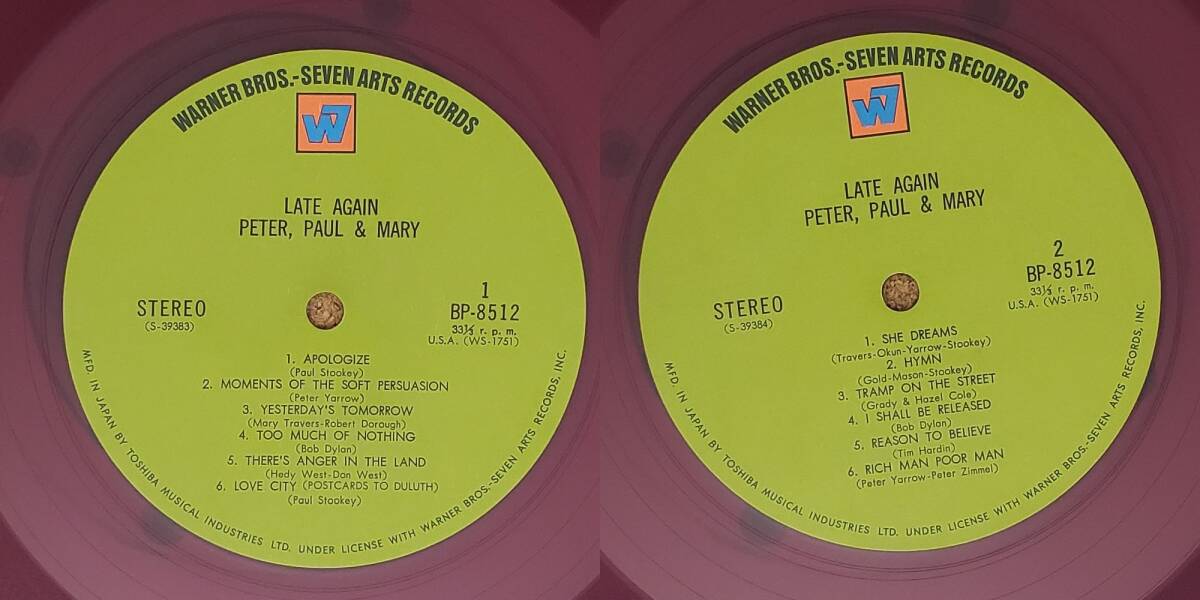 WARNER BROS.-SEVEN ARTS RECORDS
W7
LATE AGAIN
PETER, PAUL & MARY
STEREO
(S-39383)
1
BP-8512
33⅓ r. p. m.
U.S.A. (WS-1751)
1. APOLOGIZE
(Paul Stookey)
2. MOMENTS OF THE SOFT PERSUASION
(Peter Yarrow)
3. YESTERDAY'S TOMORROW
(Mary Travers-Robert Dorough)
4. TOO MUCH OF NOTHING
(Bob Dylan)
5. THERE'S ANGER IN THE LAND
(Hedy West-Don West)
6. LOVE CITY (POSTCARDS TO DULUTH)
(Paul Stookey)
MFD. IN JAPAN BY TOSHIBA MUSICAL INDUSTRIES LTD. UNDER LICENSE WITH WARNER BROS.-SEVEN ARTS RECORDS, INC.
WARNER BROS.-SEVEN ARTS RECORDS
W7
LATE AGAIN
PETER, PAUL & MARY
STEREO
(S-39384)
2
BP-8512
33⅓ r. p. m.
U.S.A. (WS-1751)
1. SHE DREAMS
(Travers-Okun-Yarrow-Stookey)
2. HYMN
(Gold-Mason-Stookey)
3. TRAMP ON THE STREET
(Grady & Hazel Cole)
4. I SHALL BE RELEASED
(Bob Dylan)
5. REASON TO BELIEVE
(Tim Hardin)
6. RICH MAN POOR MAN
(Peter Yarrow-Peter Zimmel)
MFD. IN JAPAN BY TOSHIBA MUSICAL INDUSTRIES LTD. UNDER LICENSE WITH WARNER BROS.-SEVEN ARTS RECORDS, INC.